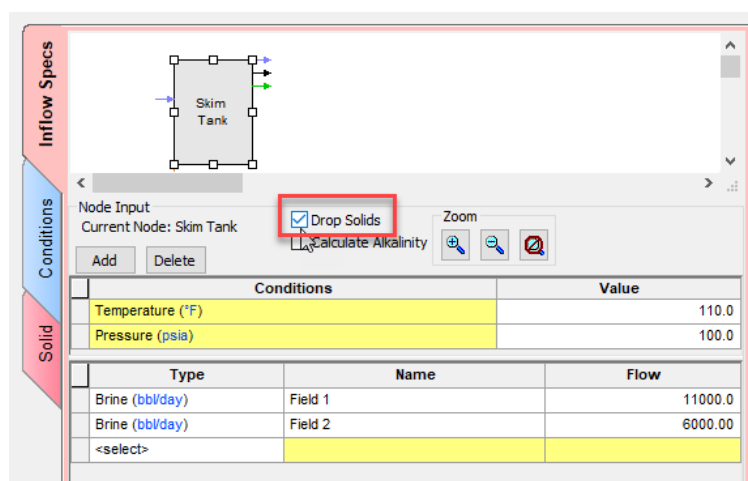 Inflow Specs
Conditions
Solid
Skim
Tank
Node Input
Current Node: Skim Tank
Drop Solids
Calculate Alkalinity
Zoom
Add Delete
Conditions Value
Temperature (°F) 110.0
Pressure (psia) 100.0
Type Name Flow
Brine (bbl/day) Field 1 11000.0
Brine (bbl/day) Field 2 6000.00
<select>